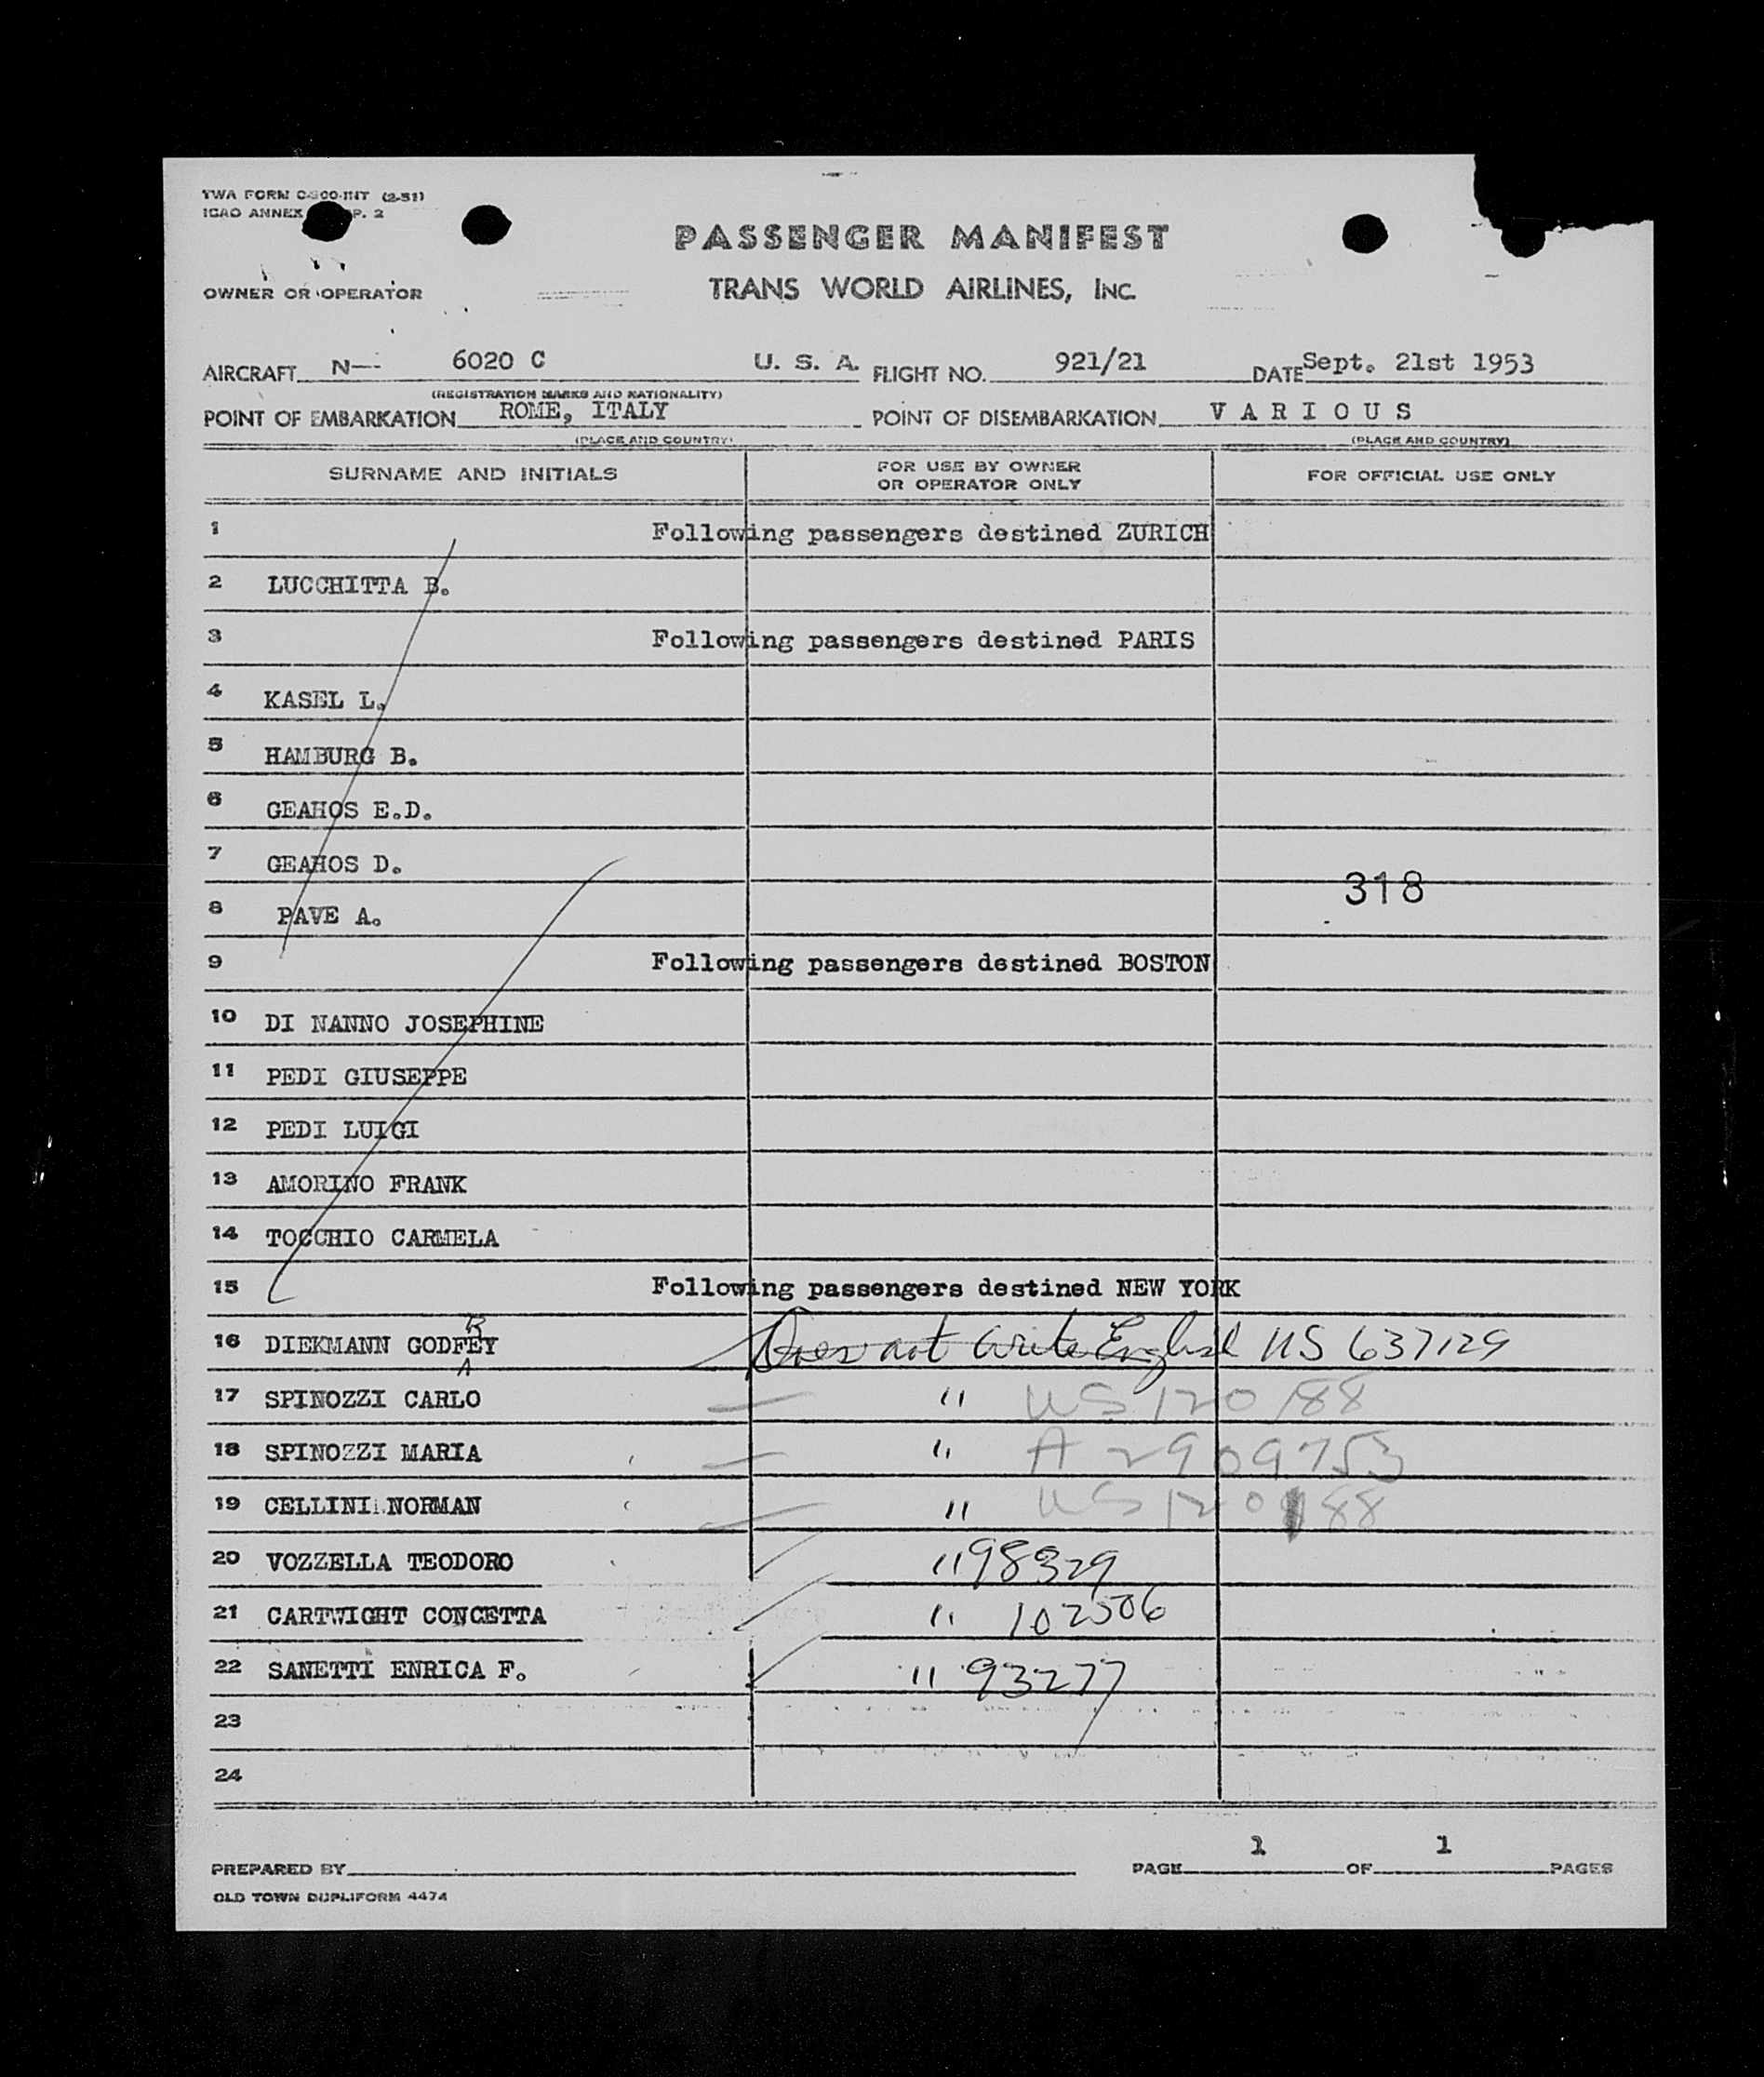 TWA FORM C-300-INT (2-51)
ICAO ANNEX P. 2
PASSENGER MANIFEST
TRANS WORLD AIRLINES, INC.
OWNER OR OPERATOR
AIRCRAFT N-- 6020 C U. S. A. FLIGHT NO. 921/21 DATE Sept. 21st 1953
(REGISTRATION MARKS AND NATIONALITY)
POINT OF EMBARKATION ROME, ITALY POINT OF DISEMBARKATION V A R I O U S
(PLACE AND COUNTRY) (PLACE AND COUNTRY)
SURNAME AND INITIALS FOR USE BY OWNER OR OPERATOR ONLY FOR OFFICIAL USE ONLY
1 Following passengers destined ZURICH
2 LUCCHITTA B.
3 Following passengers destined PARIS
4 KASEL L.
5 HAMBURG B.
6 GEAHOS E.D.
7 GEAHOS D.
318
8 PAVE A.
9 Following passengers destined BOSTON
10 DI NANNO JOSEPHINE
11 PEDI GIUSEPPE
12 PEDI LUIGI
13 AMORINO FRANK
14 TOCCHIO CARMELA
15 Following passengers destined NEW YORK
R
16 DIEKMANN GODFEY Does not write English US 637129
17 SPINOZZI CARLO " US 120188
18 SPINOZZI MARIA " A 2909753
19 CELLINI NORMAN " US 120188
20 VOZZELLA TEODORO " 98329
21 CARTWIGHT CONCETTA " 102506
22 SANETTI ENRICA F. " 93277
23
24
PREPARED BY PAGE 1 OF 1 PAGES
OLD TOWN DUPLIFORM 4474